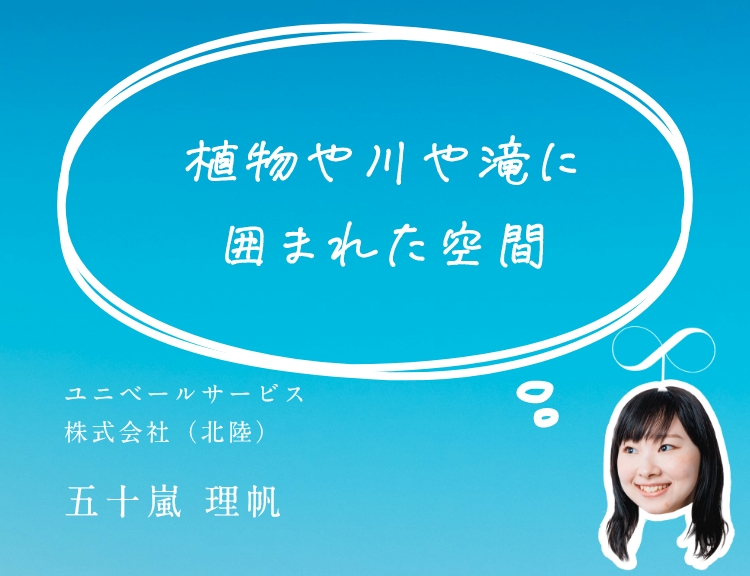 植物や川や滝に
囲まれた空間
ユニベールサービス
株式会社（北陸）
五十嵐 理帆